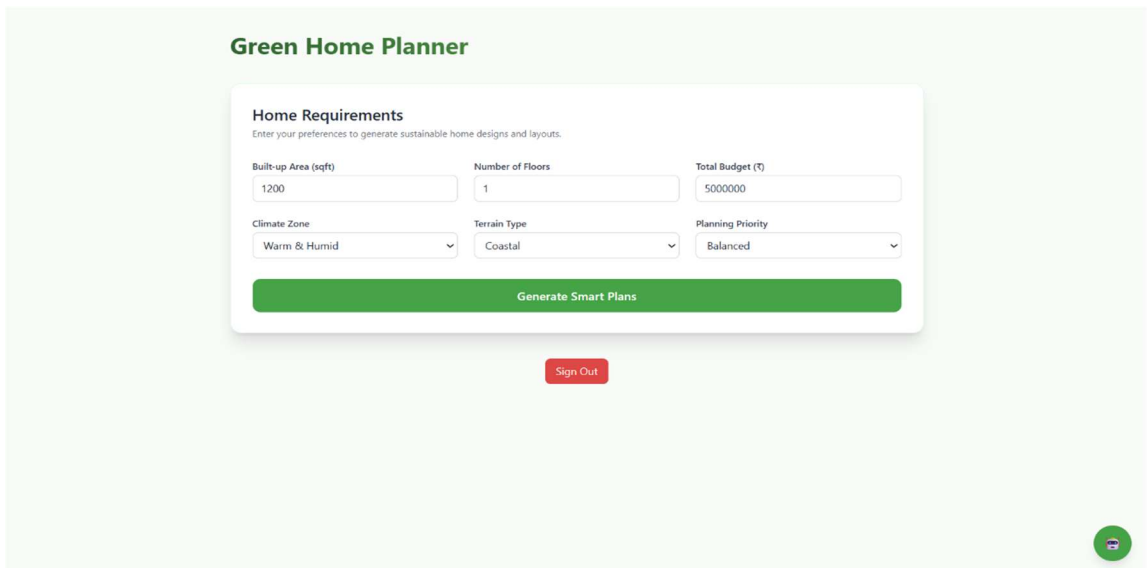 Green Home Planner
Home Requirements
Enter your preferences to generate sustainable home designs and layouts.
Built-up Area (sqft) Number of Floors Total Budget (₹)
1200 1 5000000
Climate Zone Terrain Type Planning Priority
Warm & Humid Coastal Balanced
Generate Smart Plans
Sign Out